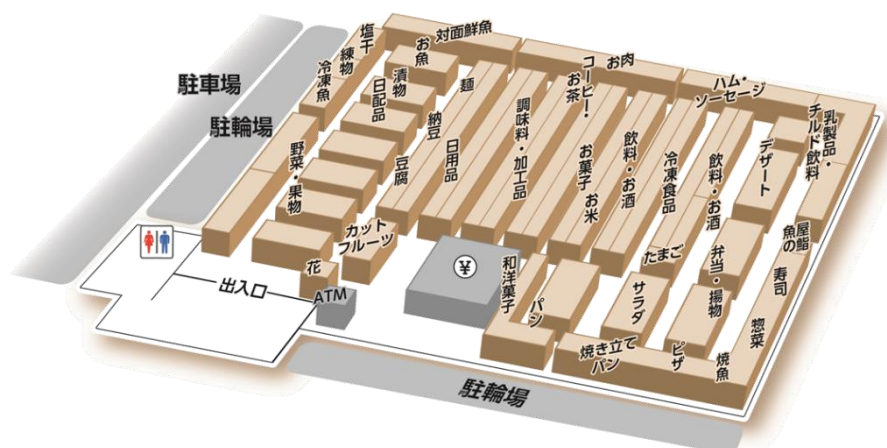 対面鮮魚
お肉
ハム・
ソーセージ
乳製品・
チルド飲料
塩干
練物
冷凍魚
お魚
漬物
日配品
麺
納豆
豆腐
日用品
調味料・加工品
コーヒー・
お茶
お菓子
お米
飲料・お酒
冷凍食品
飲料・お酒
デザート
駐車場
駐輪場
野菜・果物
カット
フルーツ
花
ATM
出入口
¥
和洋菓子
パン
たまご
サラダ
弁当・揚物
魚の
屋鮨
寿司
惣菜
焼魚
ピザ
焼き立て
パン
駐輪場